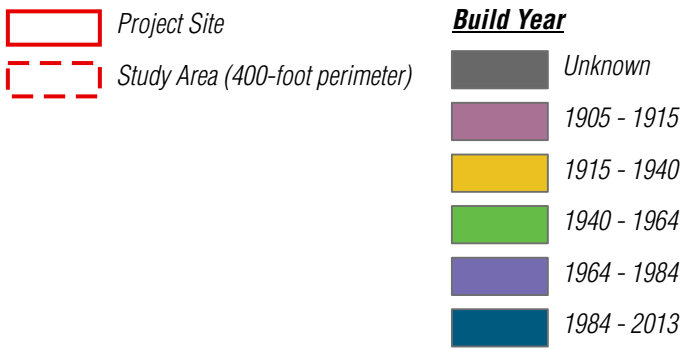 Project Site
Study Area (400-foot perimeter)
Build Year
Unknown
1905 - 1915
1915 - 1940
1940 - 1964
1964 - 1984
1984 - 2013